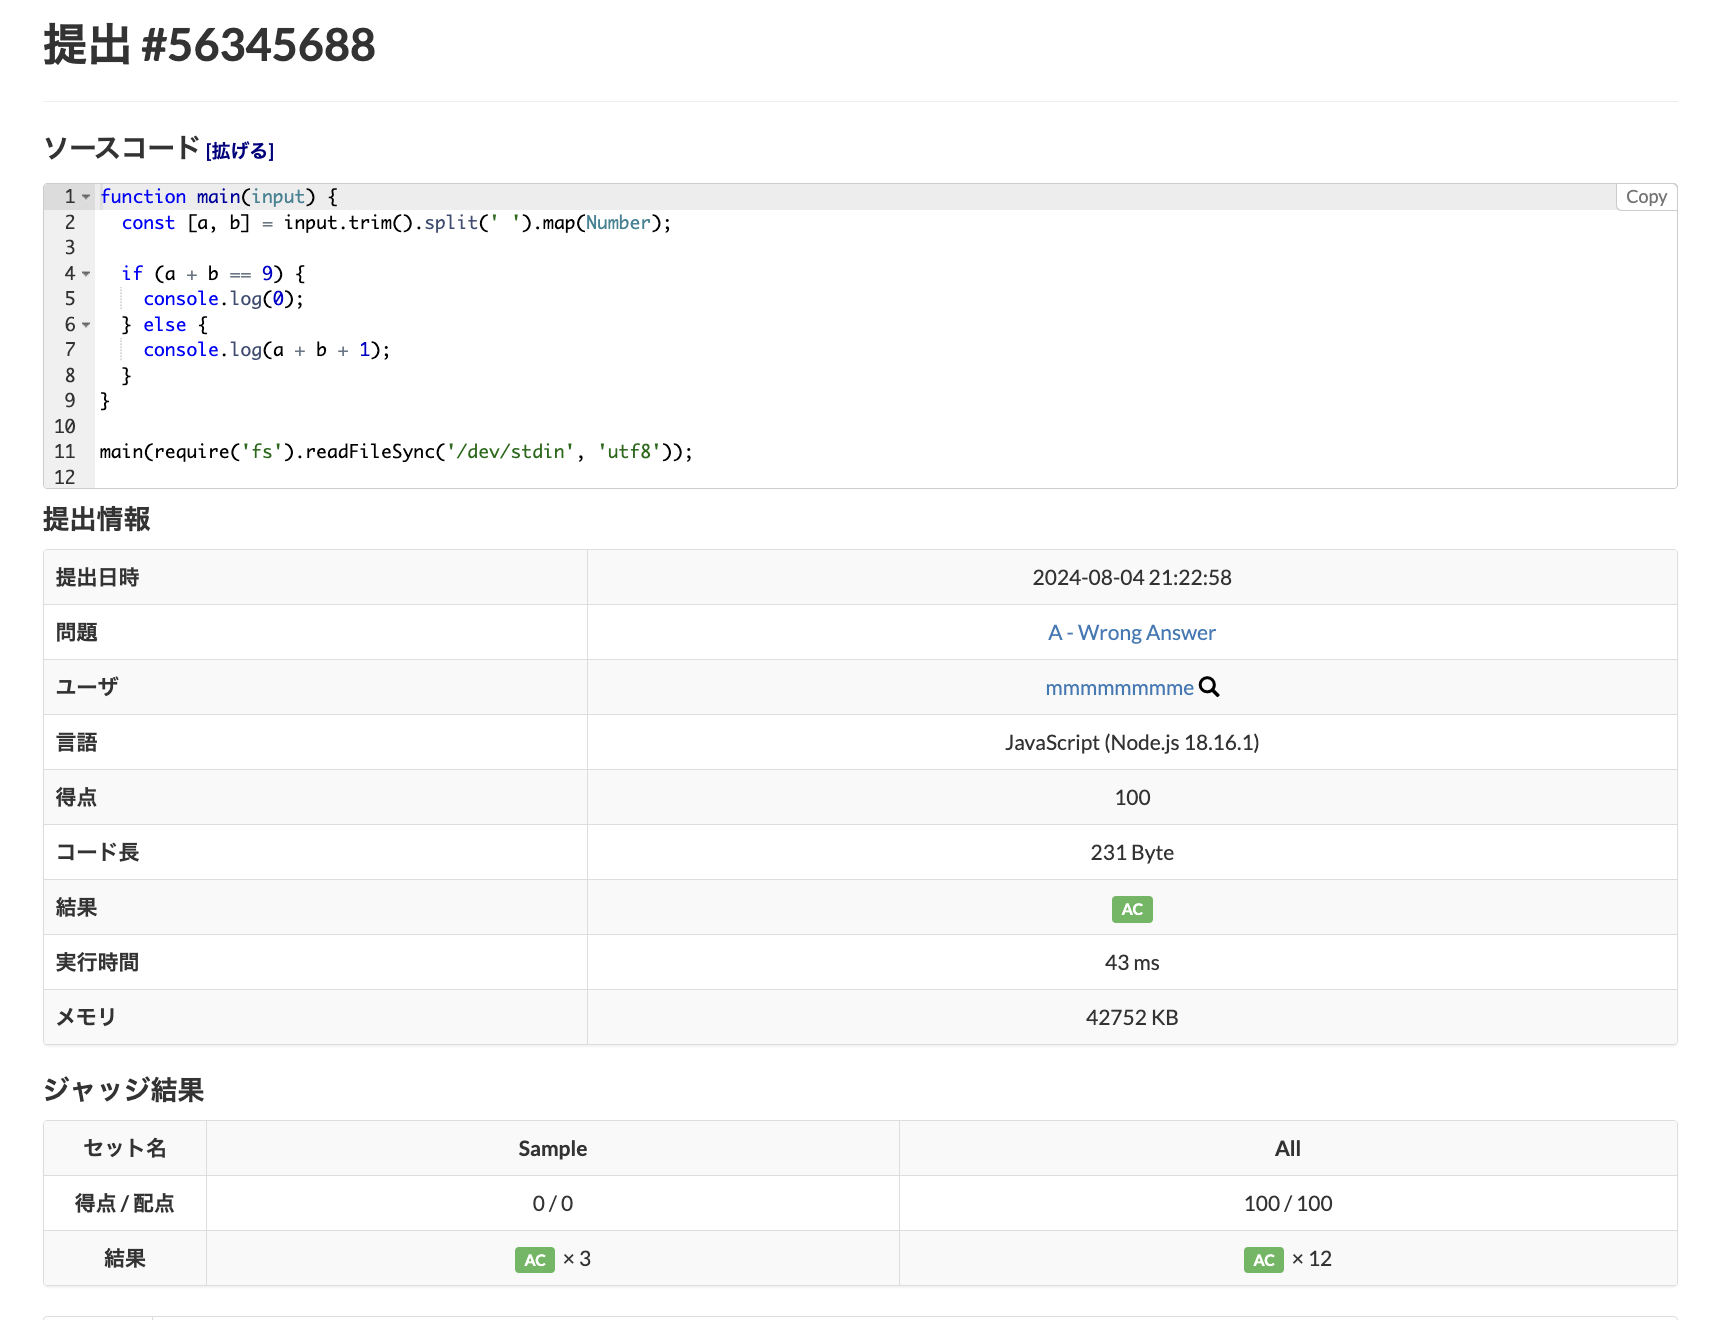 提出 #56345688
ソースコード [拡げる]
Copy
1 function main(input) {
2   const [a, b] = input.trim().split(' ').map(Number);
3
4   if (a + b == 9) {
5     console.log(0);
6   } else {
7     console.log(a + b + 1);
8   }
9 }
10
11 main(require('fs').readFileSync('/dev/stdin', 'utf8'));
12
提出情報
提出日時 2024-08-04 21:22:58
問題 A - Wrong Answer
ユーザ mmmmmmmme
言語 JavaScript (Node.js 18.16.1)
得点 100
コード長 231 Byte
結果 AC
実行時間 43 ms
メモリ 42752 KB
ジャッジ結果
セット名 Sample All
得点 / 配点 0 / 0 100 / 100
結果 AC × 3 AC × 12